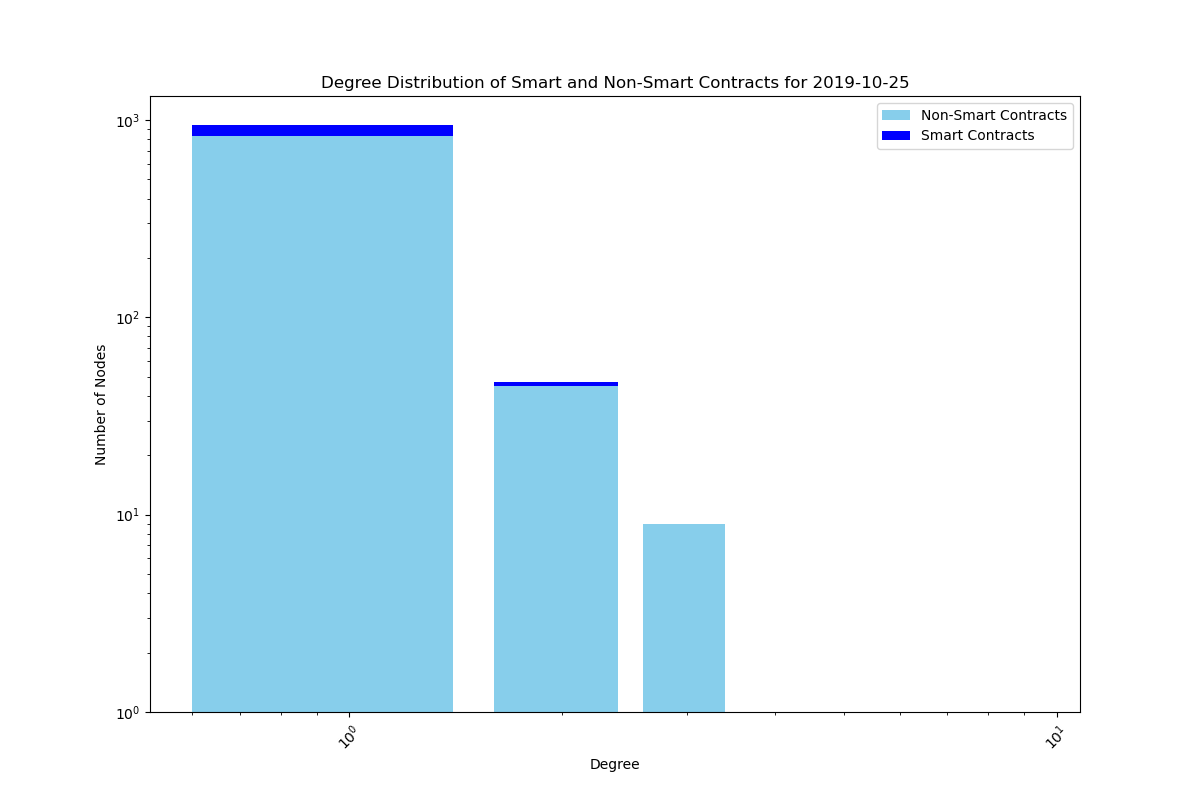 Degree Distribution of Smart and Non-Smart Contracts for 2019-10-25
Non-Smart Contracts
Smart Contracts
10³
10²
10¹
10⁰
Number of Nodes
10⁰
10¹
Degree